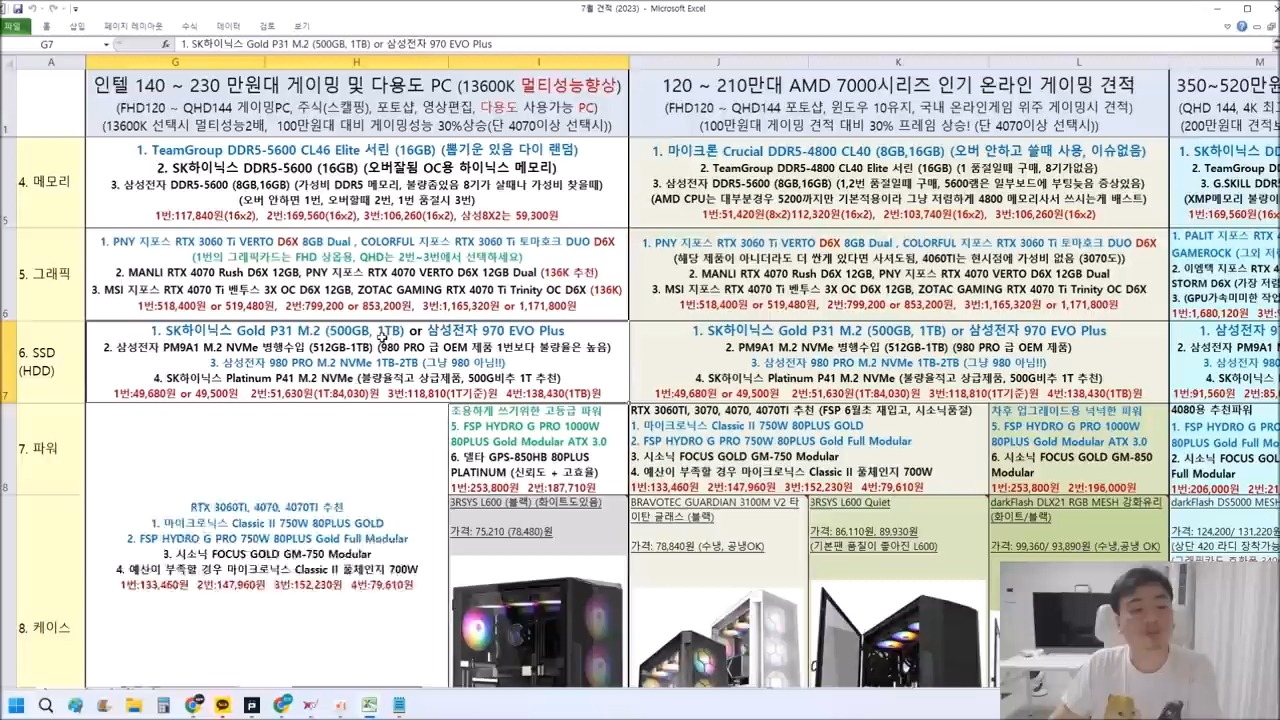 7월 견적 (2023) - Microsoft Excel
파일 홈 삽입 페이지 레이아웃 수식 데이터 검토 보기
G7 fx 1. SK하이닉스 Gold P31 M.2 (500GB, 1TB) or 삼성전자 970 EVO Plus
A G H I J K L M
1
인텔 140 ~ 230 만원대 게이밍 및 다용도 PC (13600K 멀티성능향상)
(FHD120 ~ QHD144 게이밍PC, 주식(스캘핑), 포토샵, 영상편집, 다용도 사용가능 PC)
(13600K 선택시 멀티성능2배, 100만원대 대비 게이밍성능 30%상승(단 4070이상 선택시))
120 ~ 210만대 AMD 7000시리즈 인기 온라인 게이밍 견적
(FHD120 ~ QHD144 포토샵, 윈도우 10유지, 국내 온라인게임 위주 게이밍시 견적)
(100만원대 게이밍 견적 대비 30% 프레임 상승! (단 4070이상 선택시))
350~520만원
(QHD 144, 4K 최
(200만원대 견적
4. 메모리
5
1. TeamGroup DDR5-5600 CL46 Elite 서린 (16GB) (뽑기운 있음 다이 랜덤)
2. SK하이닉스 DDR5-5600 (16GB) (오버잘됨 OC용 하이닉스 메모리)
3. 삼성전자 DDR5-5600 (8GB,16GB) (가성비 DDR5 메모리, 불량좀있음 8기가 살때나 가성비 찾을때)
(오버 안하면 1번, 오버할때 2번, 1번 품절시 3번)
1번:117,840원(16x2), 2번:169,560원(16x2), 3번:106,260원(16x2), 삼성8X2는 59,300원
1. 마이크론 Crucial DDR5-4800 CL40 (8GB,16GB) (오버 안하고 쓸때 사용, 이슈없음)
2. TeamGroup DDR5-4800 CL40 Elite 서린 (16GB) (1 품절일때 구매, 8기가없음)
3. 삼성전자 DDR5-5600 (8GB,16GB) (1,2번 품절일때 구매, 5600램은 일부보드에 부팅늦음 증상있음)
(AMD CPU는 대부분경우 5200까지만 기본적용이라 그냥 저렴하게 4800 메모리사서 쓰시는게 베스트)
1번:51,420원(8x2)112,320원(16x2), 2번:103,740원(16x2), 3번:106,260원(16x2)
1. SK하이닉스 DD
2. TeamGroup
3. G.SKILL DDR5
(XMP메모리 불량이
1번:169,560원(16x
5. 그래픽
6
1. PNY 지포스 RTX 3060 Ti VERTO D6X 8GB Dual , COLORFUL 지포스 RTX 3060 Ti 토마호크 DUO D6X
(1번의 그래픽카드는 FHD 상옵용, QHD는 2번~3번에서 선택하세요)
2. MANLI RTX 4070 Rush D6X 12GB, PNY 지포스 RTX 4070 VERTO D6X 12GB Dual (136K 추천)
3. MSI 지포스 RTX 4070 Ti 벤투스 3X OC D6X 12GB, ZOTAC GAMING RTX 4070 Ti Trinity OC D6X (136K)
1번:518,400원 or 519,480원, 2번:799,200 or 853,200원, 3번:1,165,320원 or 1,171,800원
1. PNY 지포스 RTX 3060 Ti VERTO D6X 8GB Dual , COLORFUL 지포스 RTX 3060 Ti 토마호크 DUO D6X
(해당 제품이 아니더라도 더 싼게 있다면 사셔도됨, 4060TI는 현시점에 가성비 없음 (3070도))
2. MANLI RTX 4070 Rush D6X 12GB, PNY 지포스 RTX 4070 VERTO D6X 12GB Dual
3. MSI 지포스 RTX 4070 Ti 벤투스 3X OC D6X 12GB, ZOTAC GAMING RTX 4070 Ti Trinity OC D6X
1번:518,400원 or 519,480원, 2번:799,200 or 853,200원, 3번:1,165,320원 or 1,171,800원
1. PALIT 지포스 RTX 4
GAMEROCK (그외 저
2. 이엠텍 지포스 RT
STORM D6X (가
3. (GPU가속미미한 작업
1번:1,680,120원
6. SSD
(HDD)
7
1. SK하이닉스 Gold P31 M.2 (500GB, 1TB) or 삼성전자 970 EVO Plus
2. 삼성전자 PM9A1 M.2 NVMe 병행수입 (512GB-1TB) (980 PRO 급 OEM 제품 1번보다 불량율은 높음)
3. 삼성전자 980 PRO M.2 NVMe 1TB-2TB (그냥 980 아님!!)
4. SK하이닉스 Platinum P41 M.2 NVMe (불량율적고 상급제품, 500G비추 1T 추천)
1번:49,680원 or 49,500원 2번:51,630원(1T:84,030)원 3번:118,810(1T기준)원 4번:138,430(1TB)원
1. SK하이닉스 Gold P31 M.2 (500GB, 1TB) or 삼성전자 970 EVO Plus
2. PM9A1 M.2 NVMe 병행수입 (512GB-1TB) (980 PRO 급 OEM 제품)
3. 삼성전자 980 PRO M.2 NVMe 1TB-2TB (그냥 980 아님!!)
4. SK하이닉스 Platinum P41 M.2 NVMe (불량율적고 상급제품, 500G비추 1T 추천)
1번:49,680원 or 49,500원 2번:51,630원(1T:84,030)원 3번:118,810(1T기준)원 4번:138,430(1TB)원
1. 삼성전자 9
2. 삼성전자 PM9A1 M
3. 삼성전자
4. SK하이닉스 Platinu
1번:91,560원, 2번:8
7. 파워
8
조용하게 쓰기위한 고등급 파워
5. FSP HYDRO G PRO 1000W
80PLUS Gold Modular ATX 3.0
6. 델타 GPS-850HB 80PLUS
PLATINUM (신뢰도 + 고효율)
1번:253,800원 2번:187,710원
RTX 3060TI, 3070, 4070, 4070TI 추천 (FSP 6월초 재입고, 시소닉품절)
1. 마이크로닉스 Classic II 750W 80PLUS GOLD
2. FSP HYDRO G PRO 750W 80PLUS Gold Full Modular
3. 시소닉 FOCUS GOLD GM-750 Modular
4. 예산이 부족할 경우 마이크로닉스 Classic II 풀체인지 700W
1번:133,460원 2번:147,960원 3번:152,230원 4번:79,610원
차후 업그레이드용 넉넉한 파워
5. FSP HYDRO G PRO 1000W
80PLUS Gold Modular ATX 3.0
6. 시소닉 FOCUS GOLD GM-850
Modular
1번:253,800원 2번:196,000원
4080용 추천파워
1. FSP HYDRO G
80PLUS Gold Full Mo
2. FSP HYDRO G
Full Modular
1번:206,000원 2번:21
8. 케이스
RTX 3060TI, 4070, 4070TI 추천
1. 마이크로닉스 Classic II 750W 80PLUS GOLD
2. FSP HYDRO G PRO 750W 80PLUS Gold Full Modular
3. 시소닉 FOCUS GOLD GM-750 Modular
4. 예산이 부족할 경우 마이크로닉스 Classic II 풀체인지 700W
1번:133,460원 2번:147,960원 3번:152,230원 4번:79,610원
3RSYS L600 (블랙) (화이트도있음)
가격: 75,210 (78,480)원
BRAVOTEC GUARDIAN 3100M V2 타
이탄 글래스 (블랙)
가격: 78,840원 (수냉, 공냉OK)
3RSYS L600 Quiet
가격: 86,110원, 89,930원
(기본팬 품질이 좋아진 L600)
darkFlash DLX21 RGB MESH 강화유리
(화이트/블랙)
가격: 99,360/ 93,890원 (수냉,공냉 OK)
darkFlash DS5000 MES
가격: 124,200/ 131,220
(상단 420 라디 장착가능